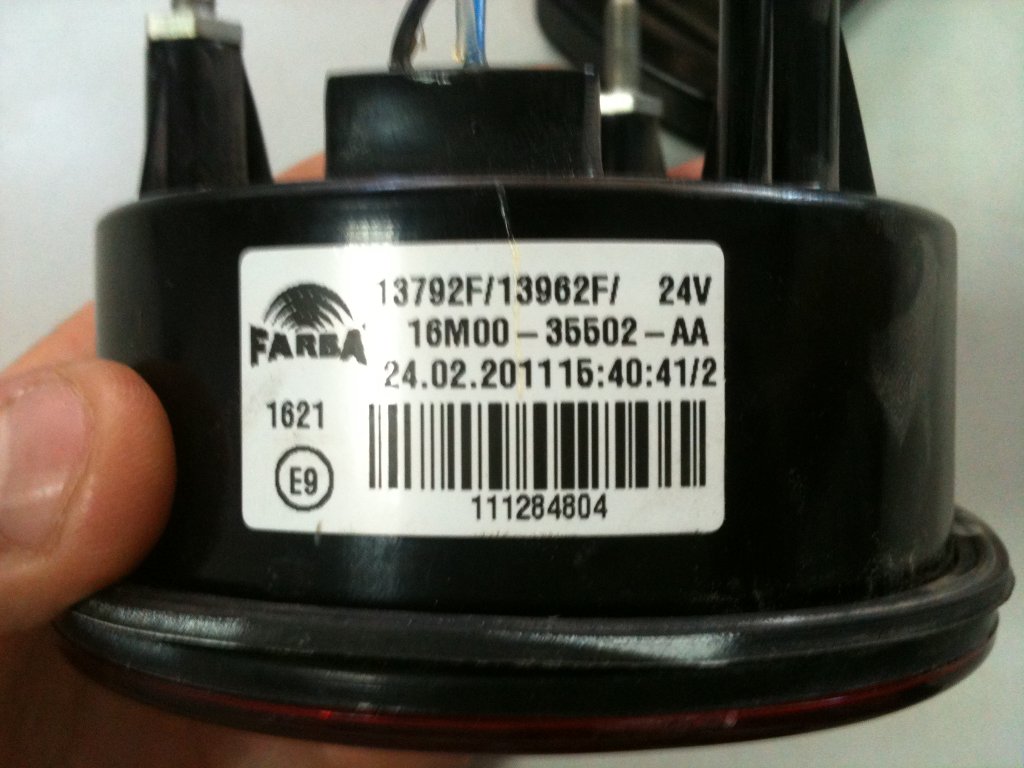 FARBA
13792F/13962F/ 24V
16M00-35502-AA
24.02.201115:40:41/2
1621
E9
111284804